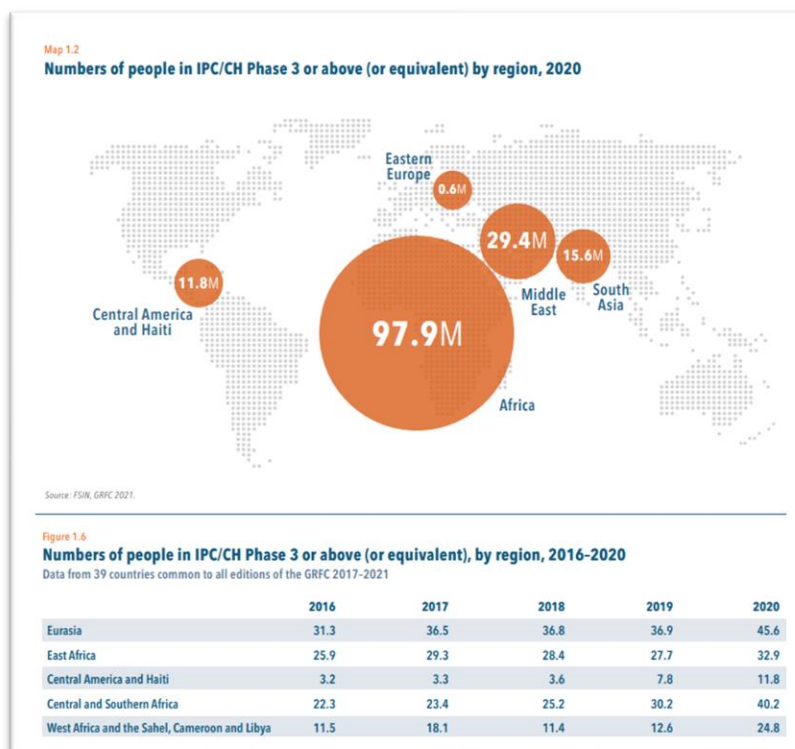 Map 1.2
Numbers of people in IPC/CH Phase 3 or above (or equivalent) by region, 2020
Eastern
Europe
0.6M
29.4M
15.6M
11.8M
Middle
East
South
Asia
Central America
and Haiti
97.9M
Africa
Source: FSIN, GRFC 2021.
Figure 1.6
Numbers of people in IPC/CH Phase 3 or above (or equivalent), by region, 2016–2020
Data from 39 countries common to all editions of the GRFC 2017–2021
2016 2017 2018 2019 2020
Eurasia 31.3 36.5 36.8 36.9 45.6
East Africa 25.9 29.3 28.4 27.7 32.9
Central America and Haiti 3.2 3.3 3.6 7.8 11.8
Central and Southern Africa 22.3 23.4 25.2 30.2 40.2
West Africa and the Sahel, Cameroon and Libya 11.5 18.1 11.4 12.6 24.8